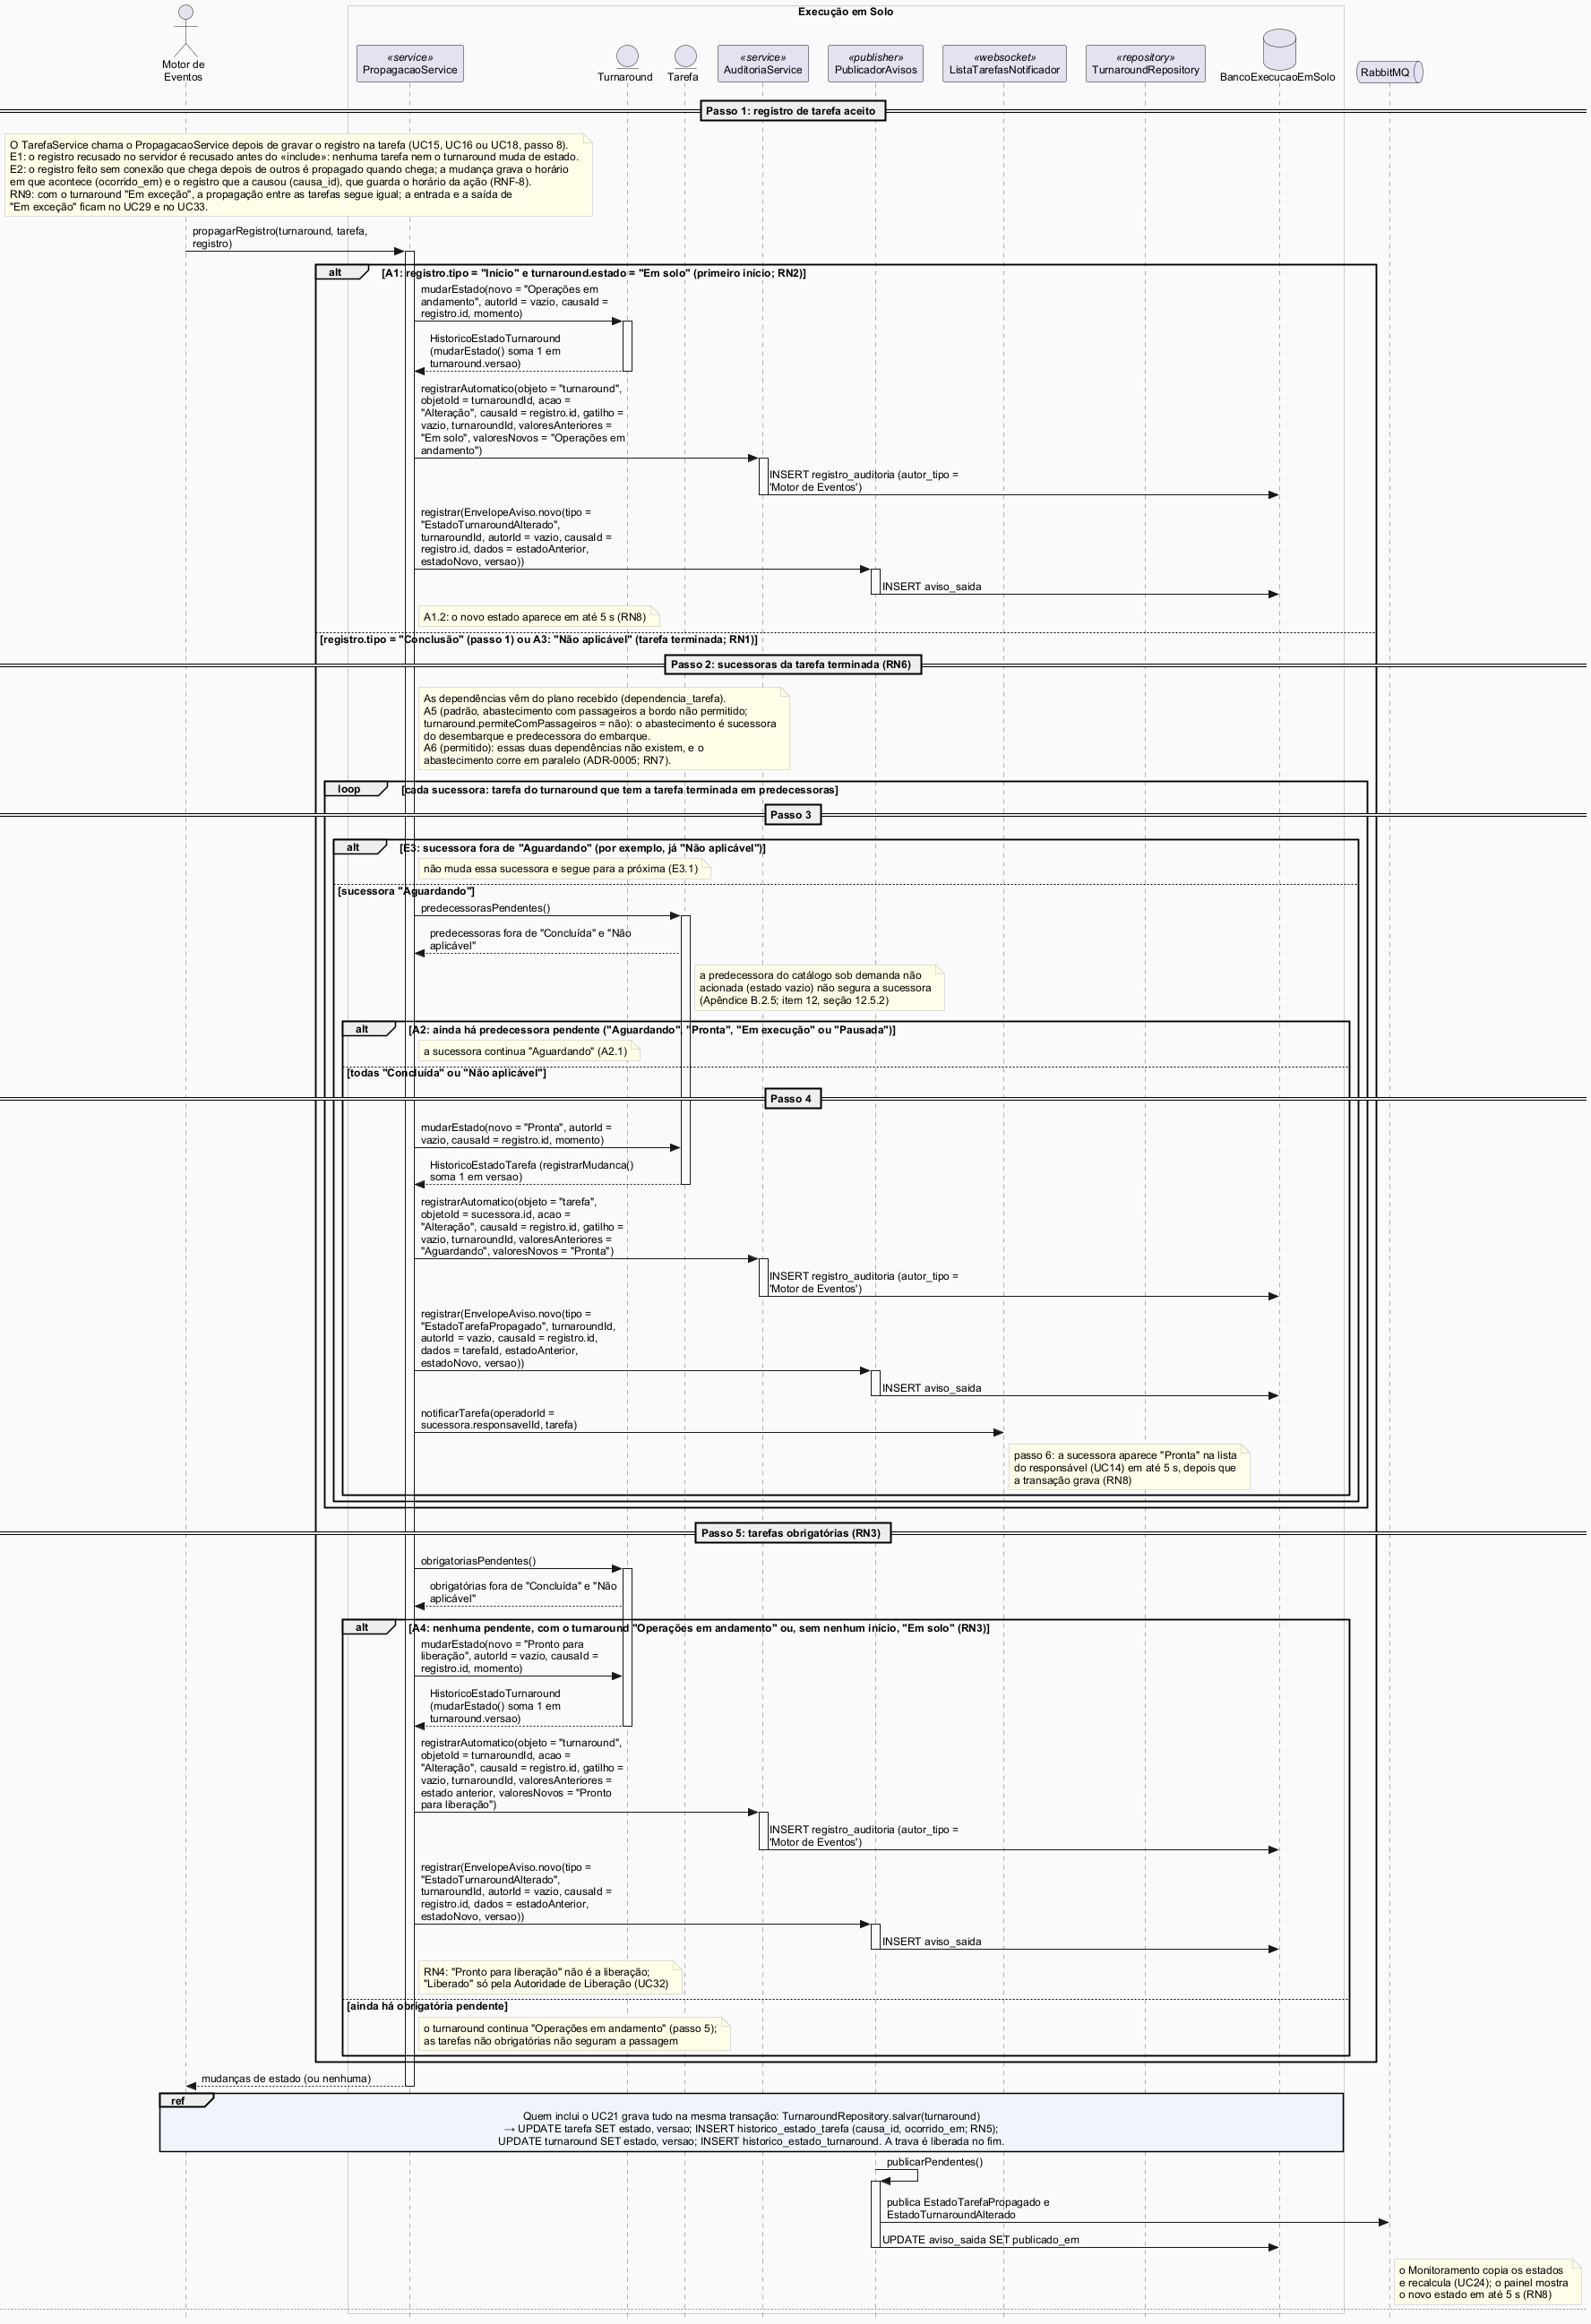 Execução em Solo
Motor de
Eventos
«service»
PropagacaoService
Turnaround
Tarefa
«service»
AuditoriaService
«publisher»
PublicadorAvisos
«websocket»
ListaTarefasNotificador
«repository»
TurnaroundRepository
BancoExecucaoEmSolo
RabbitMQ
Passo 1: registro de tarefa aceito
O TarefaService chama o PropagacaoService depois de gravar o registro na tarefa (UC15, UC16 ou UC18, passo 8).
E1: o registro recusado no servidor é recusado antes do «include»: nenhuma tarefa nem o turnaround muda de estado.
E2: o registro feito sem conexão que chega depois de outros é propagado quando chega; a mudança grava o horário
em que acontece (ocorrido_em) e o registro que a causou (causa_id), que guarda o horário da ação (RNF-8).
RN9: com o turnaround "Em exceção", a propagação entre as tarefas segue igual; a entrada e a saída de
"Em exceção" ficam no UC29 e no UC33.
propagarRegistro(turnaround, tarefa,
registro)
alt
[A1: registro.tipo = "Início" e turnaround.estado = "Em solo" (primeiro início; RN2)]
mudarEstado(novo = "Operações em
andamento", autorId = vazio, causaId =
registro.id, momento)
HistoricoEstadoTurnaround
(mudarEstado() soma 1 em
turnaround.versao)
registrarAutomatico(objeto = "turnaround",
objetoId = turnaroundId, acao =
"Alteração", causaId = registro.id, gatilho =
vazio, turnaroundId, valoresAnteriores =
"Em solo", valoresNovos = "Operações em
andamento")
INSERT registro_auditoria (autor_tipo =
'Motor de Eventos')
registrar(EnvelopeAviso.novo(tipo =
"EstadoTurnaroundAlterado",
turnaroundId, autorId = vazio, causaId =
registro.id, dados = estadoAnterior,
estadoNovo, versao))
INSERT aviso_saida
A1.2: o novo estado aparece em até 5 s (RN8)
[registro.tipo = "Conclusão" (passo 1) ou A3: "Não aplicável" (tarefa terminada; RN1)]
Passo 2: sucessoras da tarefa terminada (RN6)
As dependências vêm do plano recebido (dependencia_tarefa).
A5 (padrão, abastecimento com passageiros a bordo não permitido;
turnaround.permiteComPassageiros = não): o abastecimento é sucessora
do desembarque e predecessora do embarque.
A6 (permitido): essas duas dependências não existem, e o
abastecimento corre em paralelo (ADR-0005; RN7).
loop
[cada sucessora: tarefa do turnaround que tem a tarefa terminada em predecessoras]
Passo 3
alt
[E3: sucessora fora de "Aguardando" (por exemplo, já "Não aplicável")]
não muda essa sucessora e segue para a próxima (E3.1)
[sucessora "Aguardando"]
predecessorasPendentes()
predecessoras fora de "Concluída" e "Não
aplicável"
a predecessora do catálogo sob demanda não
acionada (estado vazio) não segura a sucessora
(Apêndice B.2.5; item 12, seção 12.5.2)
alt
[A2: ainda há predecessora pendente ("Aguardando", "Pronta", "Em execução" ou "Pausada")]
a sucessora continua "Aguardando" (A2.1)
[todas "Concluída" ou "Não aplicável"]
Passo 4
mudarEstado(novo = "Pronta", autorId =
vazio, causaId = registro.id, momento)
HistoricoEstadoTarefa (registrarMudanca()
soma 1 em versao)
registrarAutomatico(objeto = "tarefa",
objetoId = sucessora.id, acao =
"Alteração", causaId = registro.id, gatilho =
vazio, turnaroundId, valoresAnteriores =
"Aguardando", valoresNovos = "Pronta")
INSERT registro_auditoria (autor_tipo =
'Motor de Eventos')
registrar(EnvelopeAviso.novo(tipo =
"EstadoTarefaPropagado", turnaroundId,
autorId = vazio, causaId = registro.id,
dados = tarefaId, estadoAnterior,
estadoNovo, versao))
INSERT aviso_saida
notificarTarefa(operadorId =
sucessora.responsavelId, tarefa)
passo 6: a sucessora aparece "Pronta" na lista
do responsável (UC14) em até 5 s, depois que
a transação grava (RN8)
Passo 5: tarefas obrigatórias (RN3)
obrigatoriasPendentes()
obrigatórias fora de "Concluída" e "Não
aplicável"
alt
[A4: nenhuma pendente, com o turnaround "Operações em andamento" ou, sem nenhum início, "Em solo" (RN3)]
mudarEstado(novo = "Pronto para
liberação", autorId = vazio, causaId =
registro.id, momento)
HistoricoEstadoTurnaround
(mudarEstado() soma 1 em
turnaround.versao)
registrarAutomatico(objeto = "turnaround",
objetoId = turnaroundId, acao =
"Alteração", causaId = registro.id, gatilho =
vazio, turnaroundId, valoresAnteriores =
estado anterior, valoresNovos = "Pronto
para liberação")
INSERT registro_auditoria (autor_tipo =
'Motor de Eventos')
registrar(EnvelopeAviso.novo(tipo =
"EstadoTurnaroundAlterado",
turnaroundId, autorId = vazio, causaId =
registro.id, dados = estadoAnterior,
estadoNovo, versao))
INSERT aviso_saida
RN4: "Pronto para liberação" não é a liberação;
"Liberado" só pela Autoridade de Liberação (UC32)
[ainda há obrigatória pendente]
o turnaround continua "Operações em andamento" (passo 5);
as tarefas não obrigatórias não seguram a passagem
mudanças de estado (ou nenhuma)
ref
Quem inclui o UC21 grava tudo na mesma transação: TurnaroundRepository.salvar(turnaround)
→ UPDATE tarefa SET estado, versao; INSERT historico_estado_tarefa (causa_id, ocorrido_em; RN5);
UPDATE turnaround SET estado, versao; INSERT historico_estado_turnaround. A trava é liberada no fim.
publicarPendentes()
publica EstadoTarefaPropagado e
EstadoTurnaroundAlterado
UPDATE aviso_saida SET publicado_em
o Monitoramento copia os estados
e recalcula (UC24); o painel mostra
o novo estado em até 5 s (RN8)